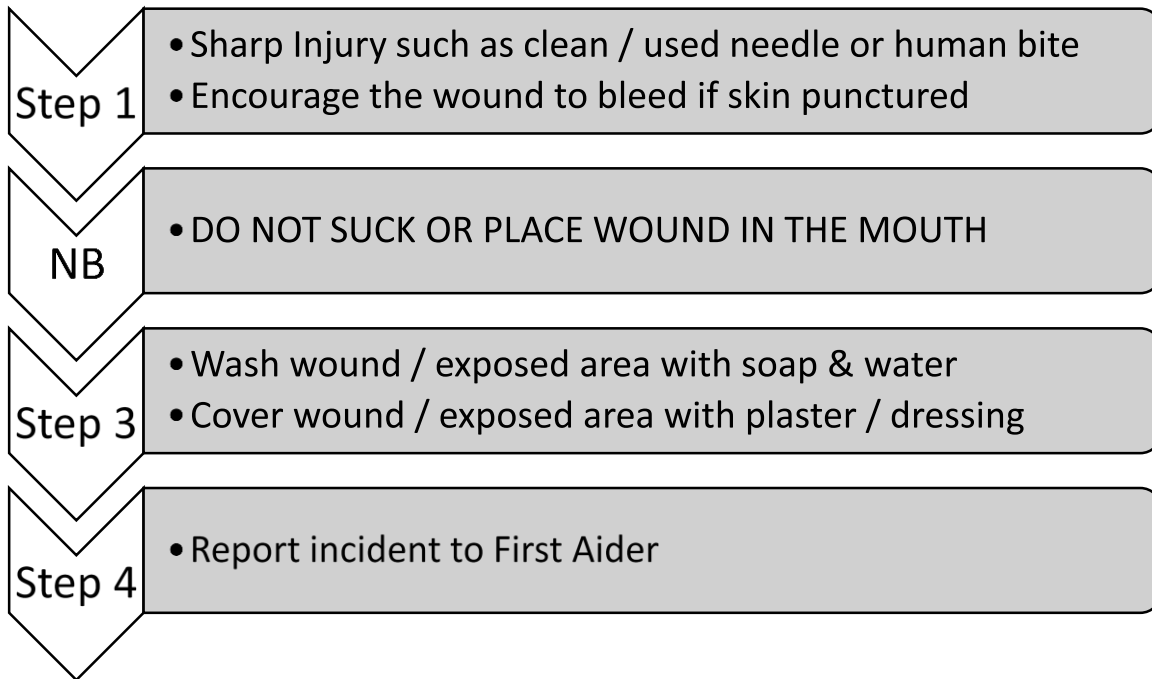 Step 1
• Sharp Injury such as clean / used needle or human bite
• Encourage the wound to bleed if skin punctured
NB
• DO NOT SUCK OR PLACE WOUND IN THE MOUTH
Step 3
• Wash wound / exposed area with soap & water
• Cover wound / exposed area with plaster / dressing
Step 4
• Report incident to First Aider